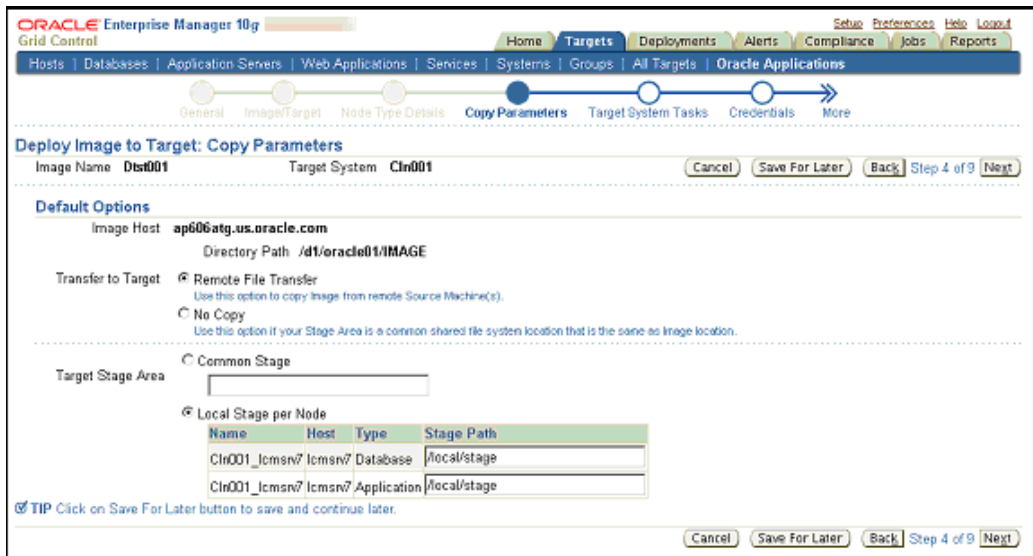 ORACLE Enterprise Manager 10g
Grid Control
Setup Preferences Help Logout
Home Targets Deployments Alerts Compliance Jobs Reports
Hosts | Databases | Application Servers | Web Applications | Services | Systems | Groups | All Targets | Oracle Applications
General Image/Target Node Type Details Copy Parameters Target System Tasks Credentials More
Deploy Image to Target: Copy Parameters
Image Name Dtst001 Target System Cln001 Cancel Save For Later Back Step 4 of 9 Next
Default Options
Image Host ap606atg.us.oracle.com
Directory Path /d1/oracle01/IMAGE
Transfer to Target Remote File Transfer
Use this option to copy Image from remote Source Machine(s).
No Copy
Use this option if your Stage Area is a common shared file system location that is the same as image location.
Common Stage
Target Stage Area
Local Stage per Node
Name Host Type Stage Path
Cln001_lcmsrv7 lcmsrv7 Database /local/stage
Cln001_lcmsrv7 lcmsrv7 Application /local/stage
TIP Click on Save For Later button to save and continue later.
Cancel Save For Later Back Step 4 of 9 Next